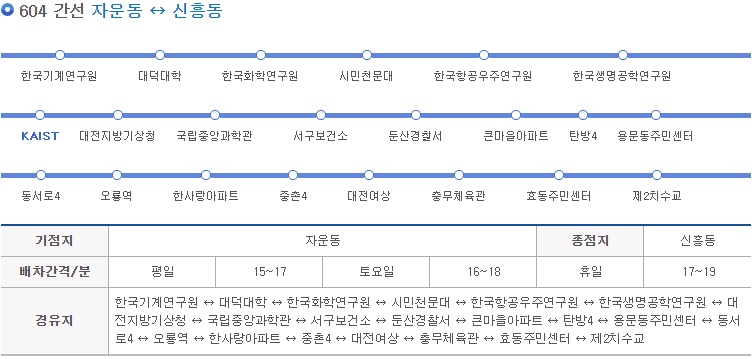 604 간선 자운동 ↔ 신흥동
한국기계연구원 대덕대학 한국화학연구원 시민천문대 한국항공우주연구원 한국생명공학연구원
KAIST 대전지방기상청 국립중앙과학관 서구보건소 둔산경찰서 큰마을아파트 탄방4 용문동주민센터
동서로4 오룡역 한사랑아파트 중촌4 대전여상 충무체육관 효동주민센터 제2치수교
기점지 자운동 종점지 신흥동
배차간격/분 평일 15~17 토요일 16~18 휴일 17~19
경유지 한국기계연구원 ↔ 대덕대학 ↔ 한국화학연구원 ↔ 시민천문대 ↔ 한국항공우주연구원 ↔ 한국생명공학연구원 ↔ 대
전지방기상청 ↔ 국립중앙과학관 ↔ 서구보건소 ↔ 둔산경찰서 ↔ 큰마을아파트 ↔ 탄방4 ↔ 용문동주민센터 ↔ 동서
로4 ↔ 오룡역 ↔ 한사랑아파트 ↔ 중촌4 ↔ 대전여상 ↔ 충무체육관 ↔ 효동주민센터 ↔ 제2치수교